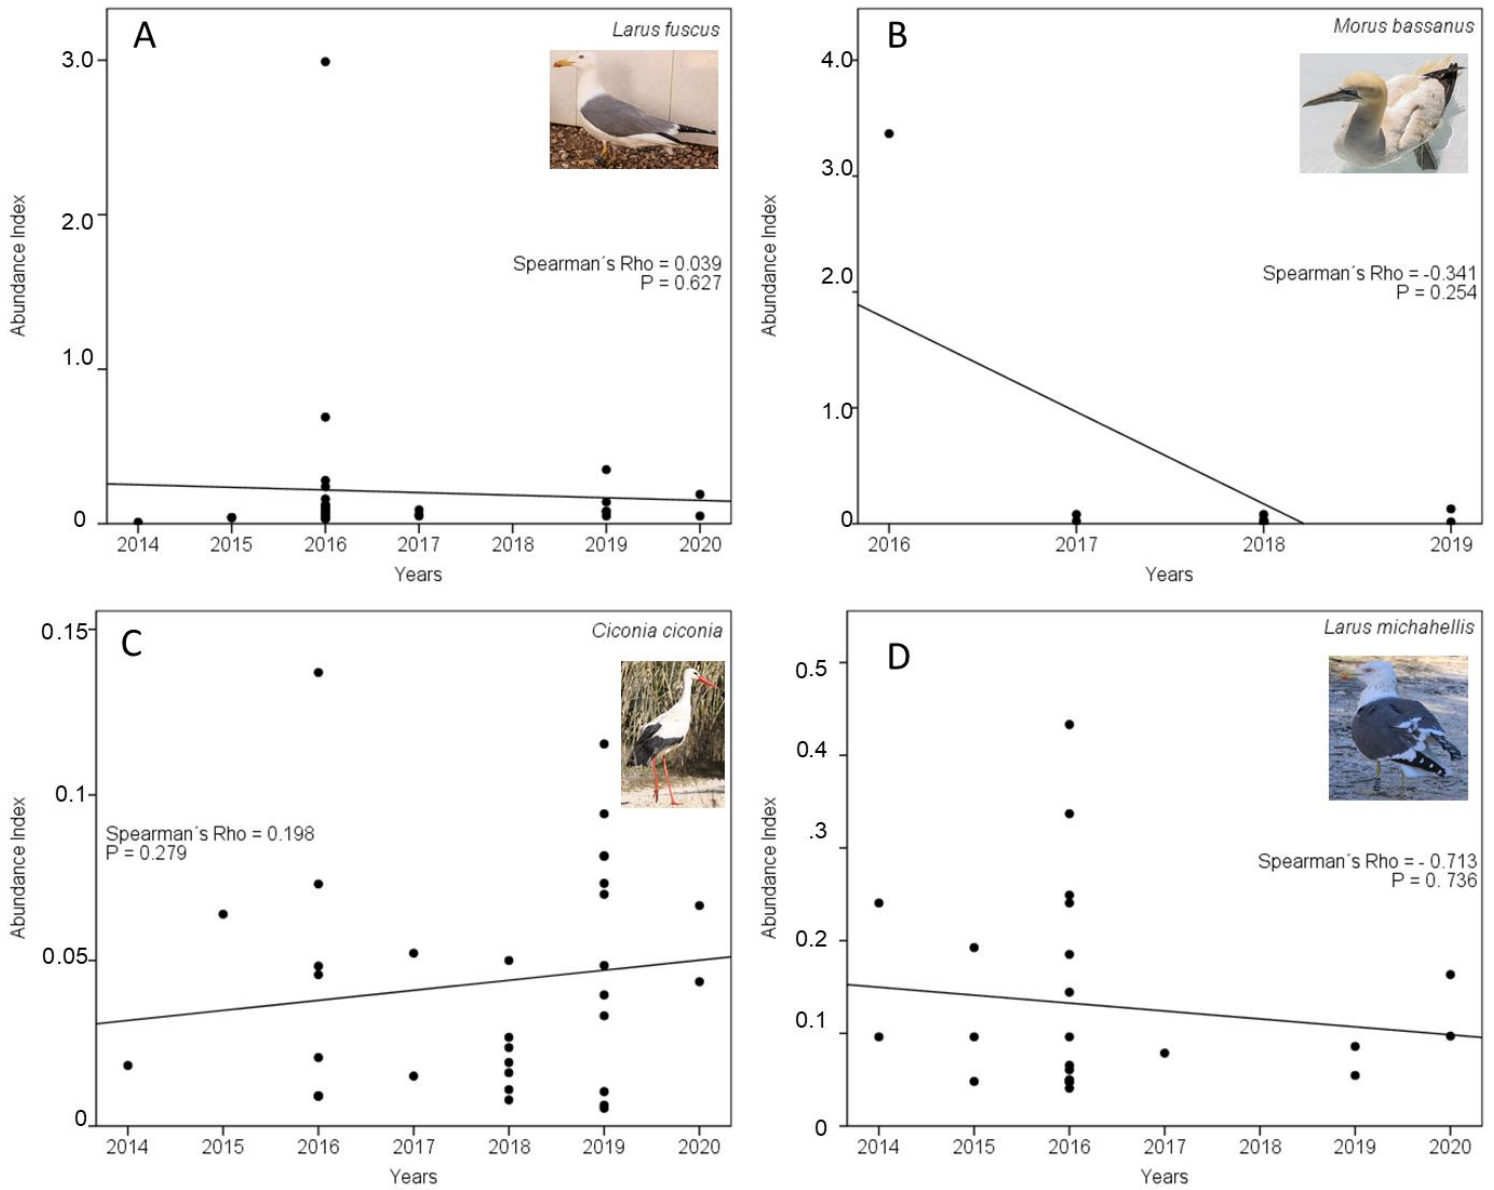 A
Larus fuscus
3.0
2.0
1.0
0
Abundance Index
Spearman´s Rho = 0.039
P = 0.627
2014 2015 2016 2017 2018 2019 2020
Years
B
Morus bassanus
4.0
3.0
2.0
1.0
0
Abundance Index
Spearman´s Rho = -0.341
P = 0.254
2016 2017 2018 2019
Years
C
Ciconia ciconia
0.15
0.1
0.05
0
Abundance Index
Spearman´s Rho = 0.198
P = 0.279
2014 2015 2016 2017 2018 2019 2020
Years
D
Larus michahellis
0.5
0.4
.3
0.2
0.1
0
Abundance Index
Spearman´s Rho = - 0.713
P = 0. 736
2014 2015 2016 2017 2018 2019 2020
Years